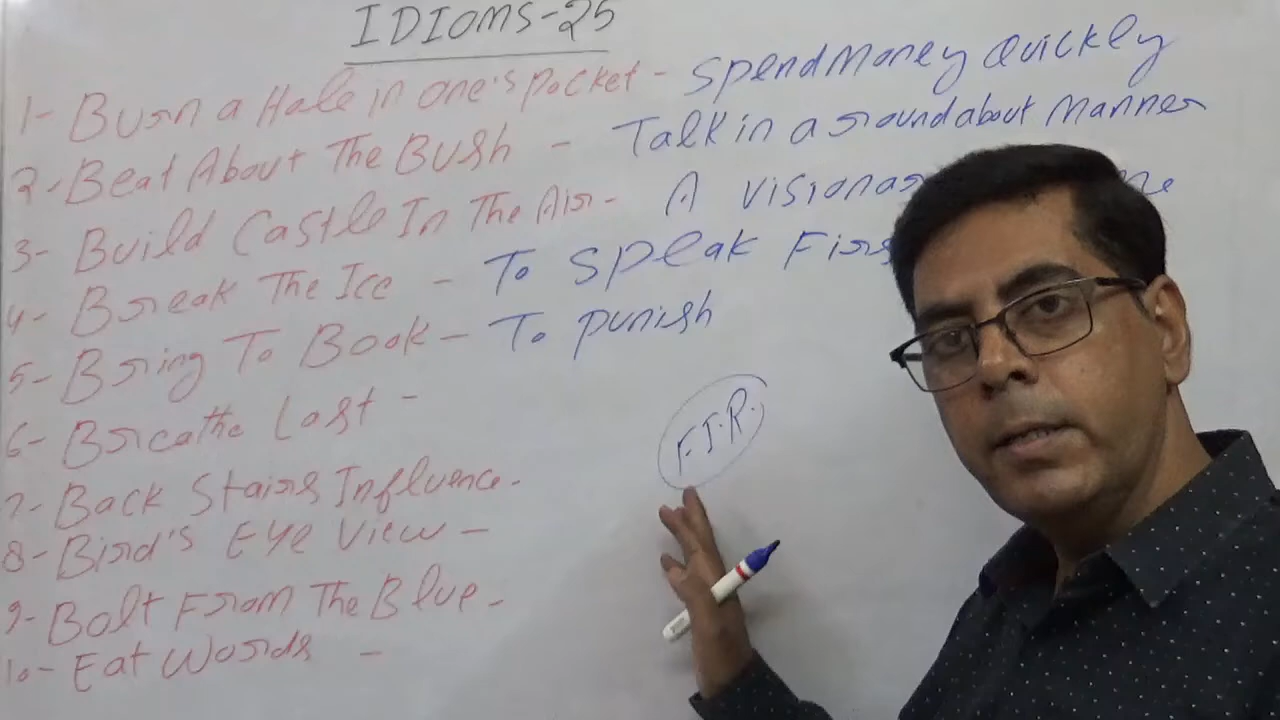 IDIOMS-25
1- Burn a Hole in one's pocket - Spend Money Quickly
2- Beat About The Bush - Talk in a roundabout Manner
3- Build Castle In The Air - A visionar
4- Break The Ice - To Speak First
5- Bring To Book - To punish
6- Breathe Last -
F.I.R.
7- Back Stairs Influence -
8- Bird's Eye View -
9- Bolt From The Blue -
10- Eat Words -